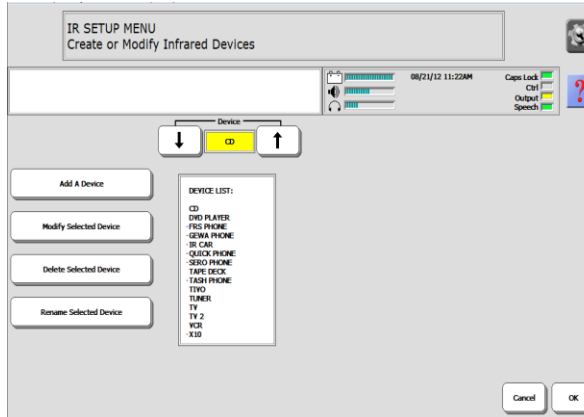 IR SETUP MENU
Create or Modify Infrared Devices
08/21/12 11:22AM
Caps Lock
Ctrl
Output
Speech
?
Device
CD
Add A Device
Modify Selected Device
Delete Selected Device
Rename Selected Device
DEVICE LIST:
CD
DVD PLAYER
-FRS PHONE
-GEWA PHONE
-IR CAR
-QUICK PHONE
-SERO PHONE
TAPE DECK
-TASH PHONE
TIVO
TUNER
TV
TV 2
VCR
-X10
Cancel
OK